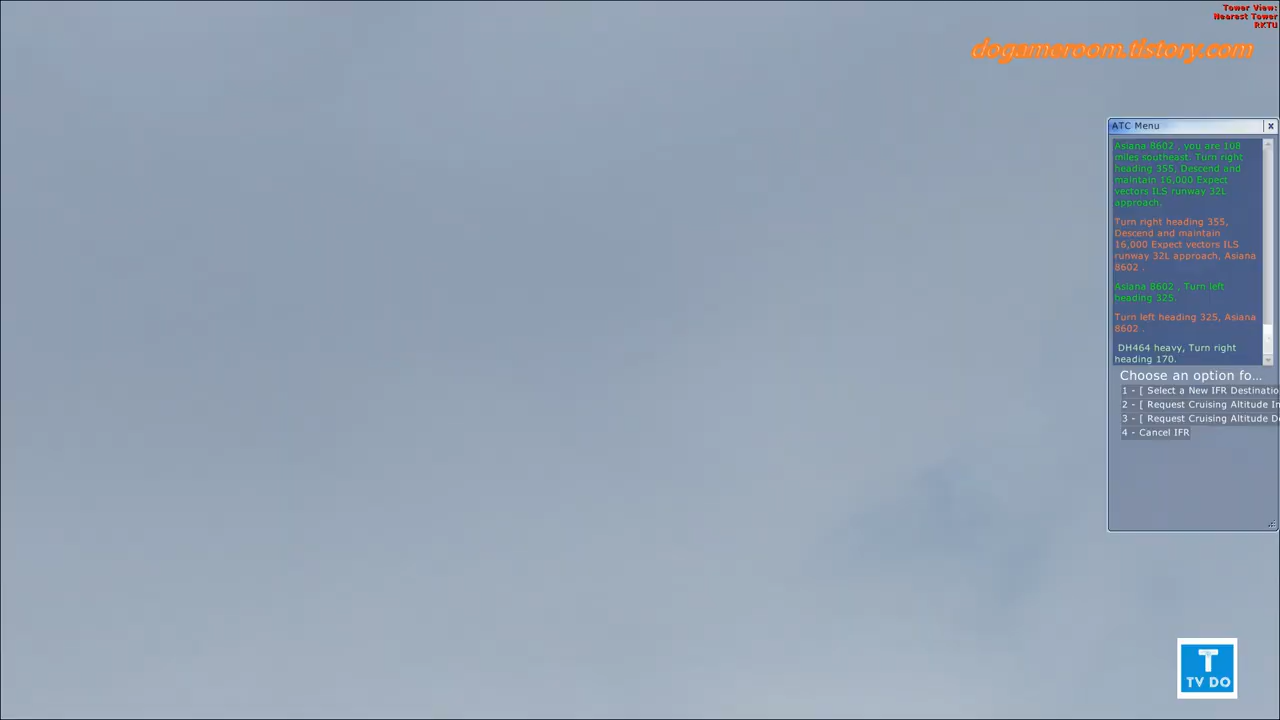 Tower View:
Nearest Tower
RKTU
dogameroom.tistory.com
ATC Menu
Asiana 8602 , you are 108
miles southeast. Turn right
heading 355, Descend and
maintain 16,000 Expect
vectors ILS runway 32L
approach,
Turn right heading 355,
Descend and maintain
16,000 Expect vectors ILS
runway 32L approach, Asiana
8602 .
Asiana 8602 , Turn left
heading 325.
Turn left heading 325, Asiana
8602 .
DH464 heavy, Turn right
heading 170.
Choose an option fo...
1 - [ Select a New IFR Destinatio
2 - [ Request Cruising Altitude In
3 - [ Request Cruising Altitude De
4 - Cancel IFR
T
TV DO